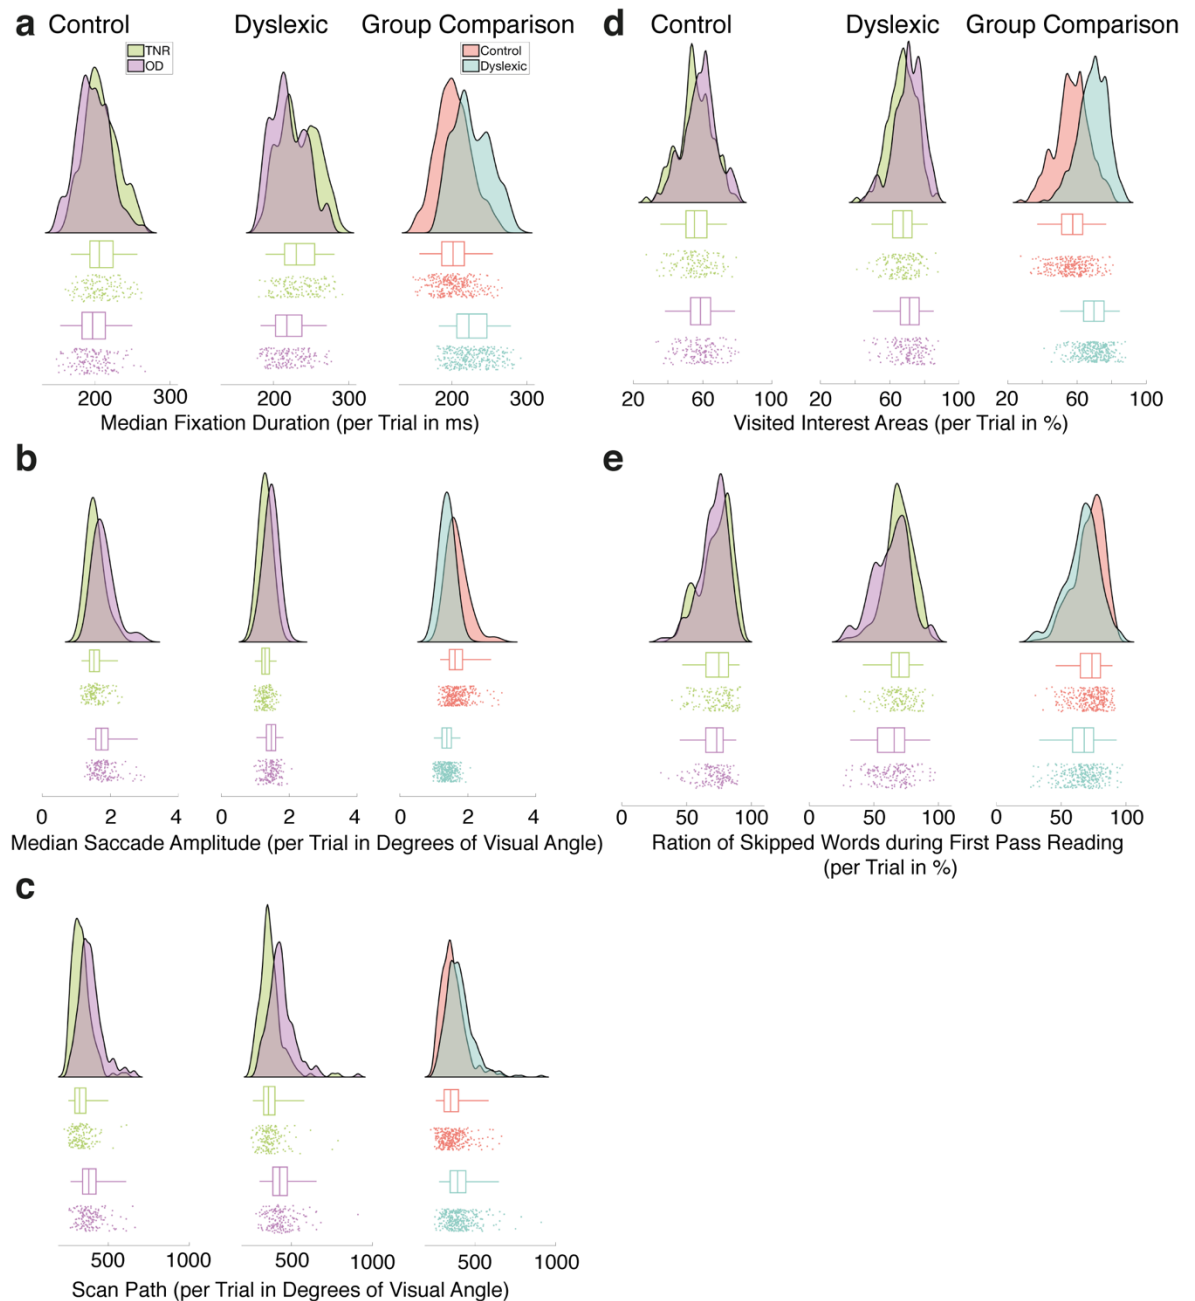 a Control Dyslexic Group Comparison
TNR
OD
Control
Dyslexic
200 300 200 300 200 300
Median Fixation Duration (per Trial in ms)
b
0 2 4 0 2 4 0 2 4
Median Saccade Amplitude (per Trial in Degrees of Visual Angle)
c
500 1000 500 1000 500 1000
Scan Path (per Trial in Degrees of Visual Angle)
d Control Dyslexic Group Comparison
20 60 100 20 60 100 20 60 100
Visited Interest Areas (per Trial in %)
e
0 50 100 0 50 100 0 50 100
Ration of Skipped Words during First Pass Reading
(per Trial in %)